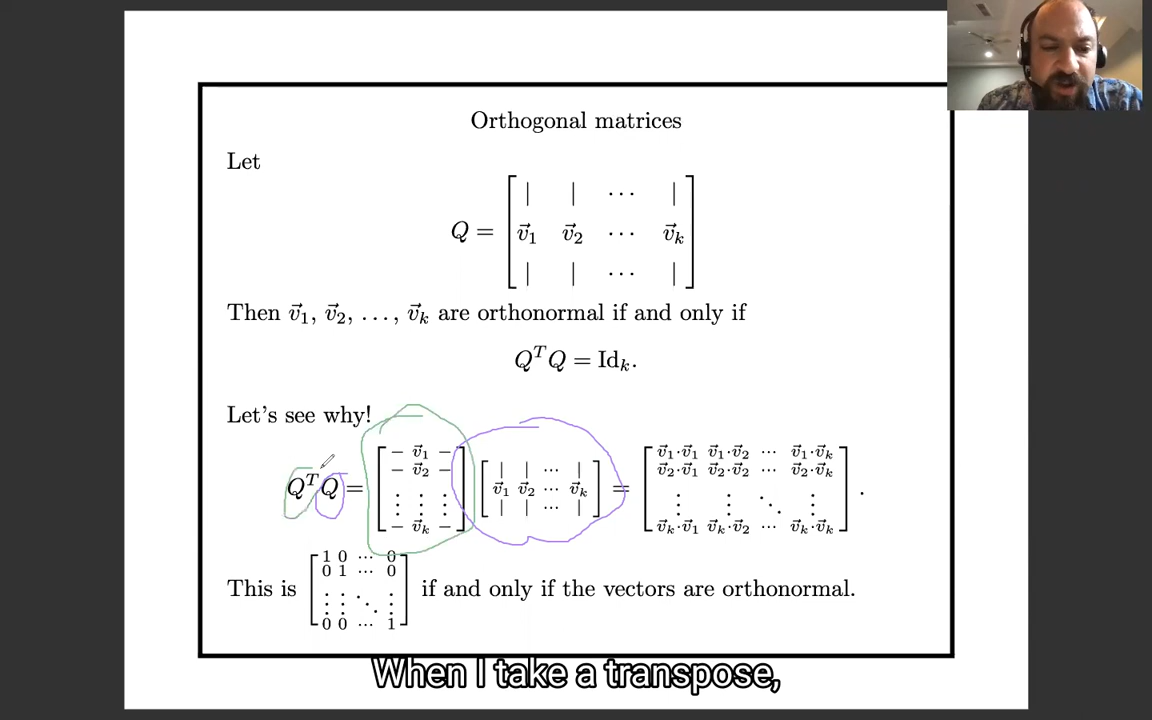 Orthogonal matrices
Let
Q = [ | | ⋯ | ; v⃗₁ v⃗₂ ⋯ v⃗ₖ ; | | ⋯ | ]
Then v⃗₁, v⃗₂, …, v⃗ₖ are orthonormal if and only if
QᵀQ = Idₖ.
Let's see why!
QᵀQ = [ − v⃗₁ − ; − v⃗₂ − ; ⋮ ⋮ ⋮ ; − v⃗ₖ − ] [ | | ⋯ | ; v⃗₁ v⃗₂ ⋯ v⃗ₖ ; | | ⋯ | ] = [ v⃗₁·v⃗₁ v⃗₁·v⃗₂ ⋯ v⃗₁·v⃗ₖ ; v⃗₂·v⃗₁ v⃗₂·v⃗₂ ⋯ v⃗₂·v⃗ₖ ; ⋮ ⋮ ⋱ ⋮ ; v⃗ₖ·v⃗₁ v⃗ₖ·v⃗₂ ⋯ v⃗ₖ·v⃗ₖ ] .
This is [ 1 0 ⋯ 0 ; 0 1 ⋯ 0 ; ⋮ ⋮ ⋱ ⋮ ; 0 0 ⋯ 1 ] if and only if the vectors are orthonormal.
When I take a transpose,